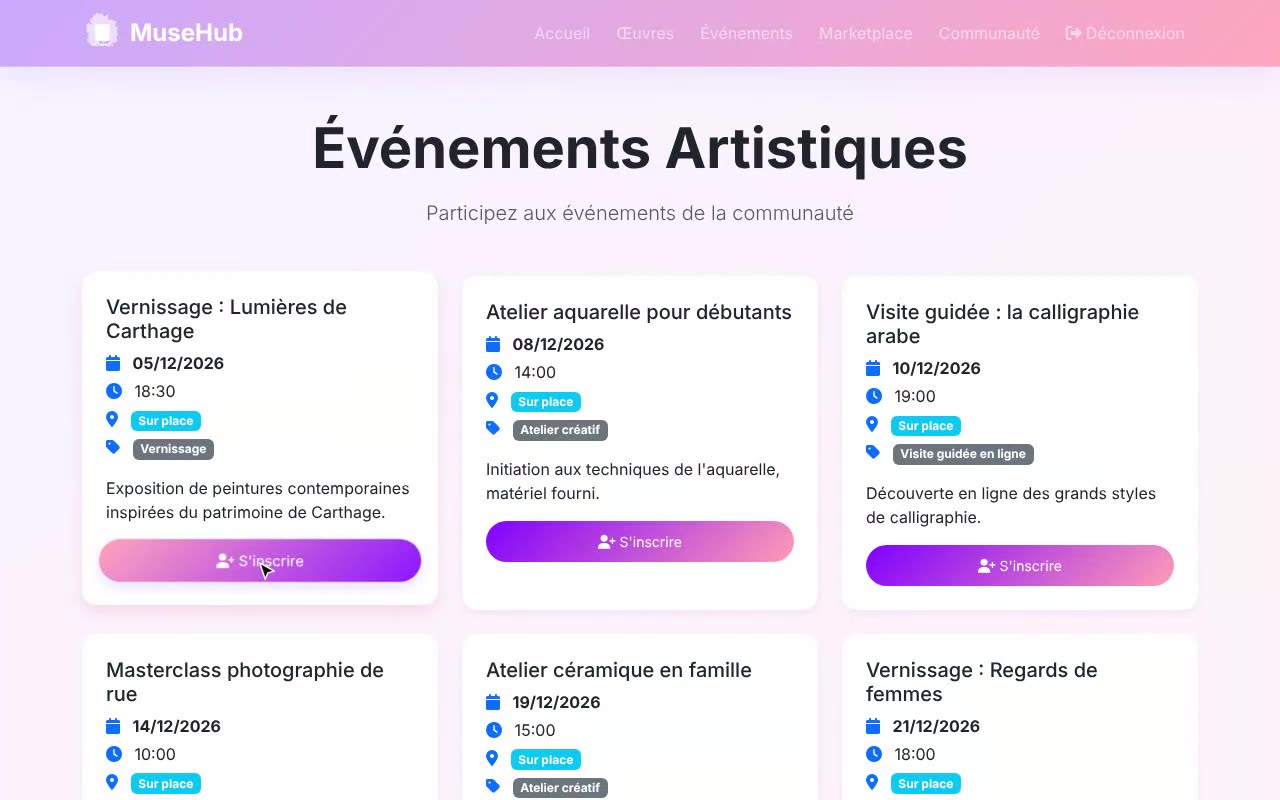 MuseHub
Accueil
Œuvres
Événements
Marketplace
Communauté
Déconnexion
Événements Artistiques
Participez aux événements de la communauté
Vernissage : Lumières de
Carthage
05/12/2026
18:30
Sur place
Vernissage
Exposition de peintures contemporaines
inspirées du patrimoine de Carthage.
S'inscrire
Atelier aquarelle pour débutants
08/12/2026
14:00
Sur place
Atelier créatif
Initiation aux techniques de l'aquarelle,
matériel fourni.
S'inscrire
Visite guidée : la calligraphie
arabe
10/12/2026
19:00
Sur place
Visite guidée en ligne
Découverte en ligne des grands styles
de calligraphie.
S'inscrire
Masterclass photographie de
rue
14/12/2026
10:00
Sur place
Atelier céramique en famille
19/12/2026
15:00
Sur place
Atelier créatif
Vernissage : Regards de
femmes
21/12/2026
18:00
Sur place